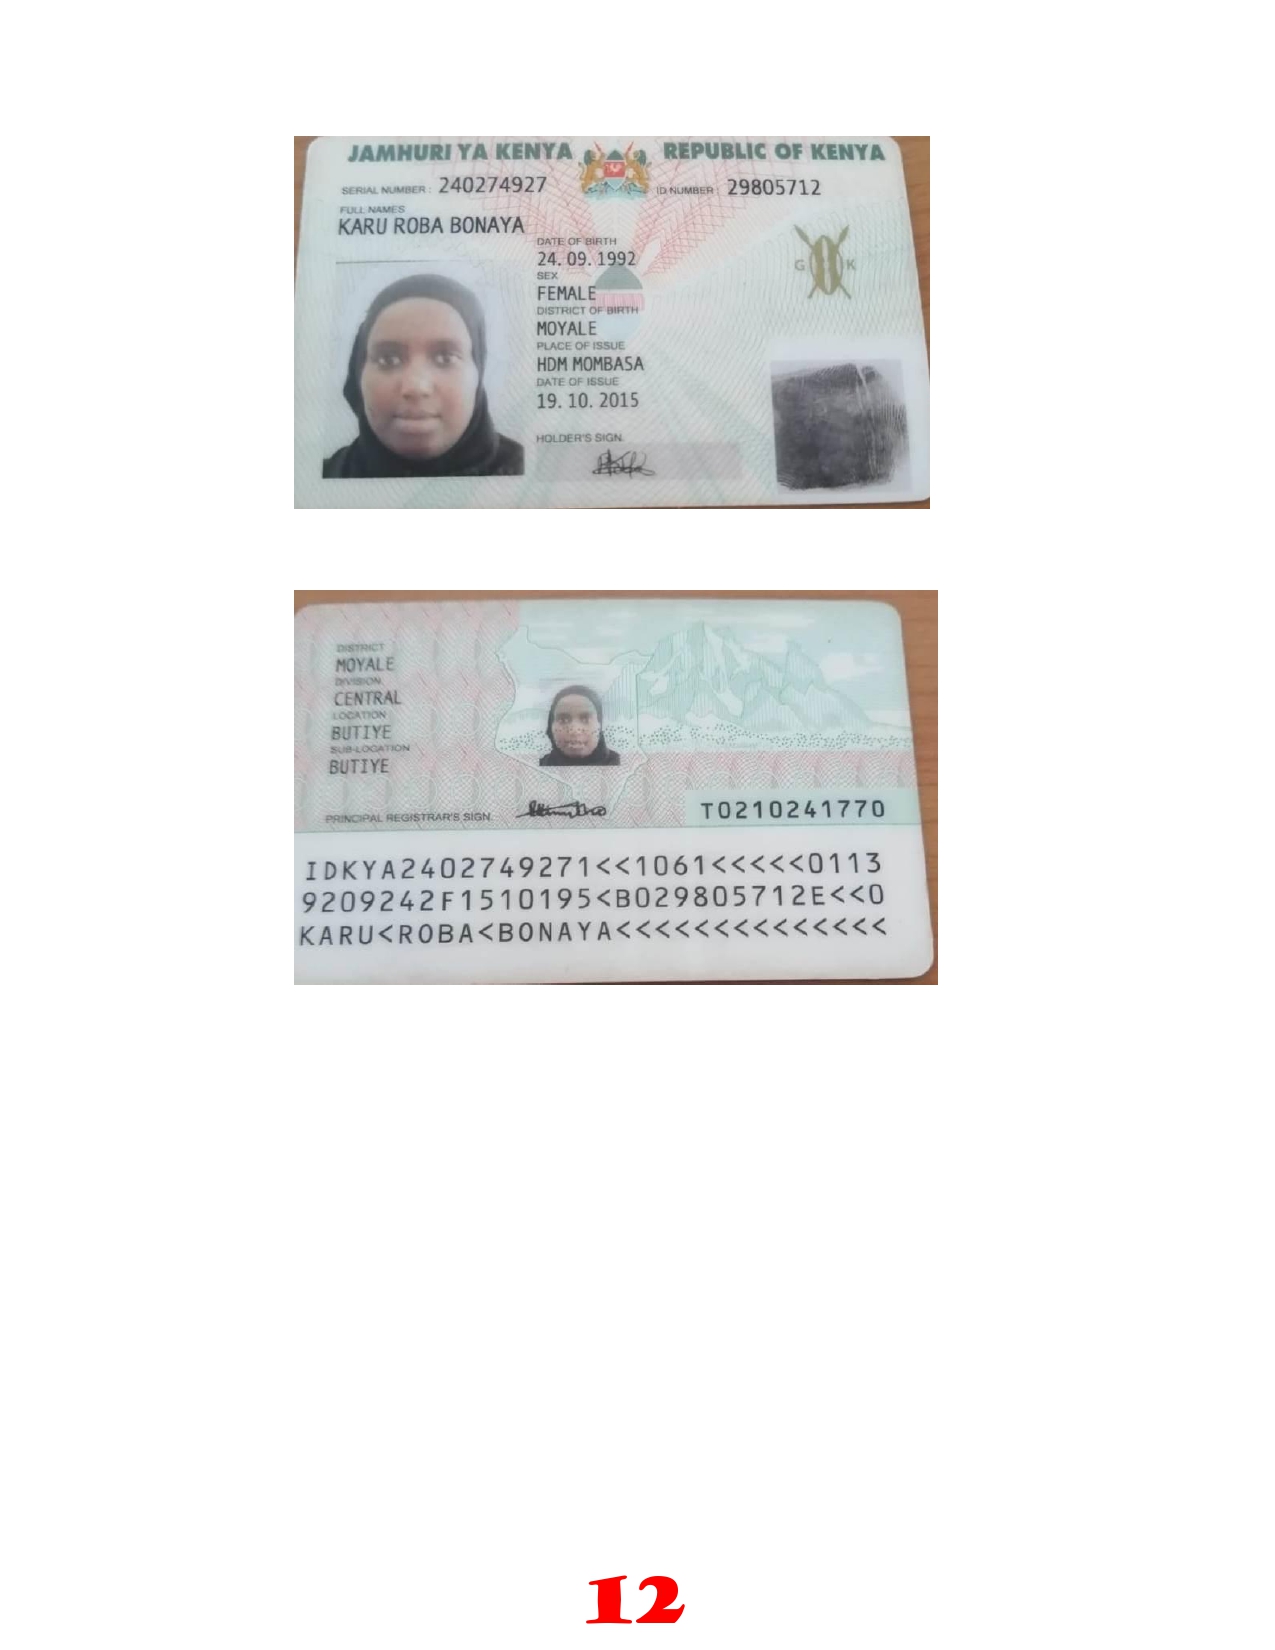 JAMHURI YA KENYA REPUBLIC OF KENYA
SERIAL NUMBER: 240274927 ID NUMBER: 29805712
FULL NAMES
KARU ROBA BONAYA
DATE OF BIRTH
24. 09. 1992
SEX
FEMALE
DISTRICT OF BIRTH
MOYALE
PLACE OF ISSUE
HDM MOMBASA
DATE OF ISSUE
19. 10. 2015
HOLDER'S SIGN.
G K
DISTRICT
MOYALE
DIVISION
CENTRAL
LOCATION
BUTIYE
SUB-LOCATION
BUTIYE
PRINCIPAL REGISTRAR'S SIGN.
T0210241770
IDKYA2402749271<<1061<<<<<0113
9209242F1510195<B029805712E<<0
KARU<ROBA<BONAYA<<<<<<<<<<<<<<
12